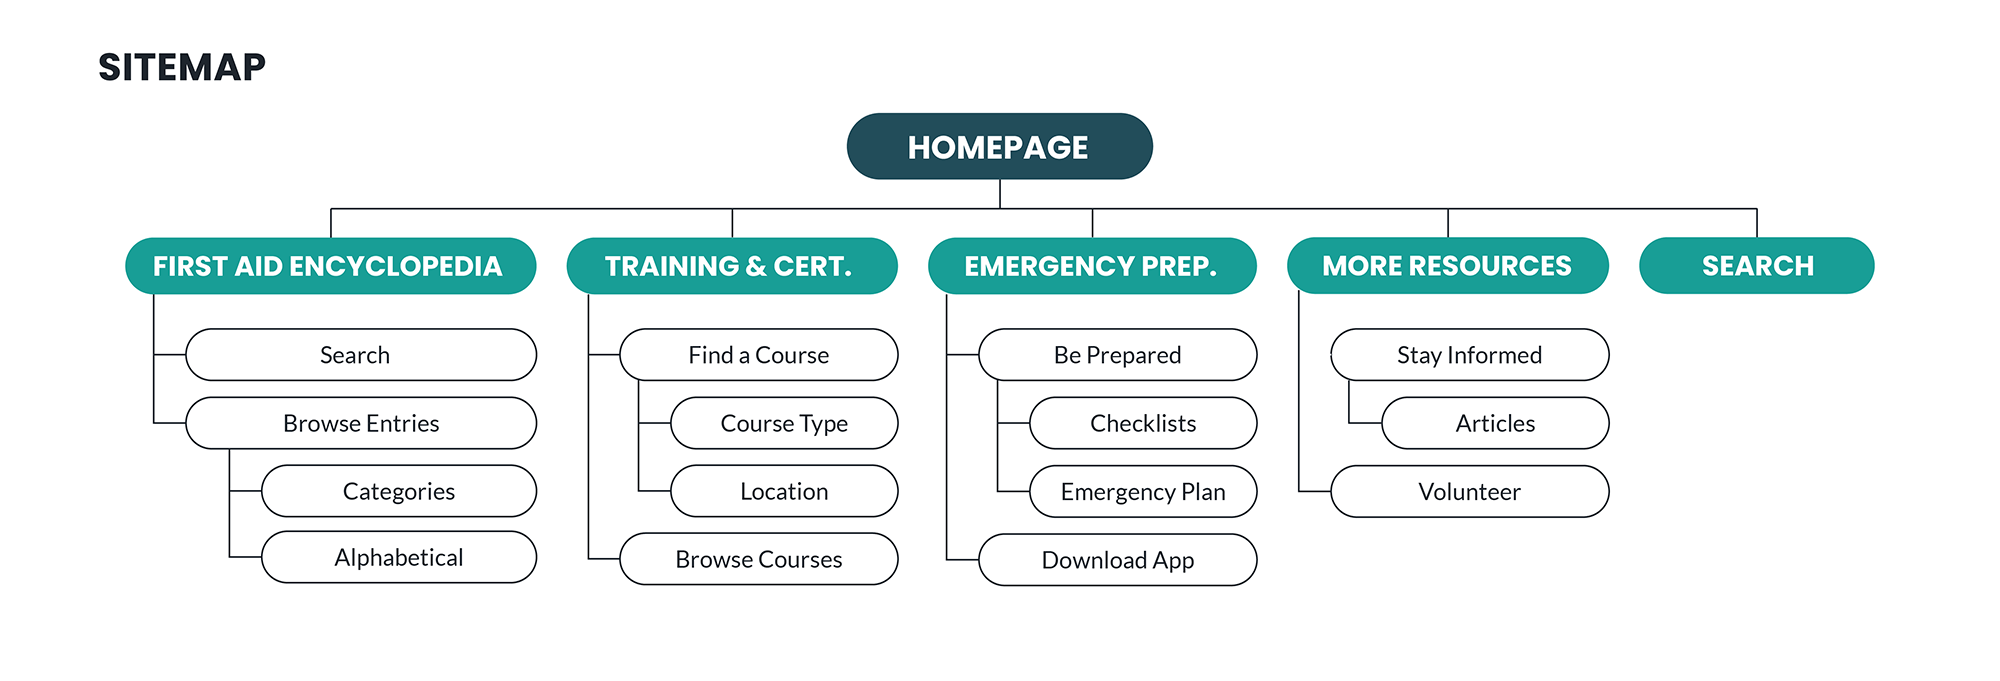 SITEMAP
HOMEPAGE
FIRST AID ENCYCLOPEDIA
Search
Browse Entries
Categories
Alphabetical
TRAINING & CERT.
Find a Course
Course Type
Location
Browse Courses
EMERGENCY PREP.
Be Prepared
Checklists
Emergency Plan
Download App
MORE RESOURCES
Stay Informed
Articles
Volunteer
SEARCH